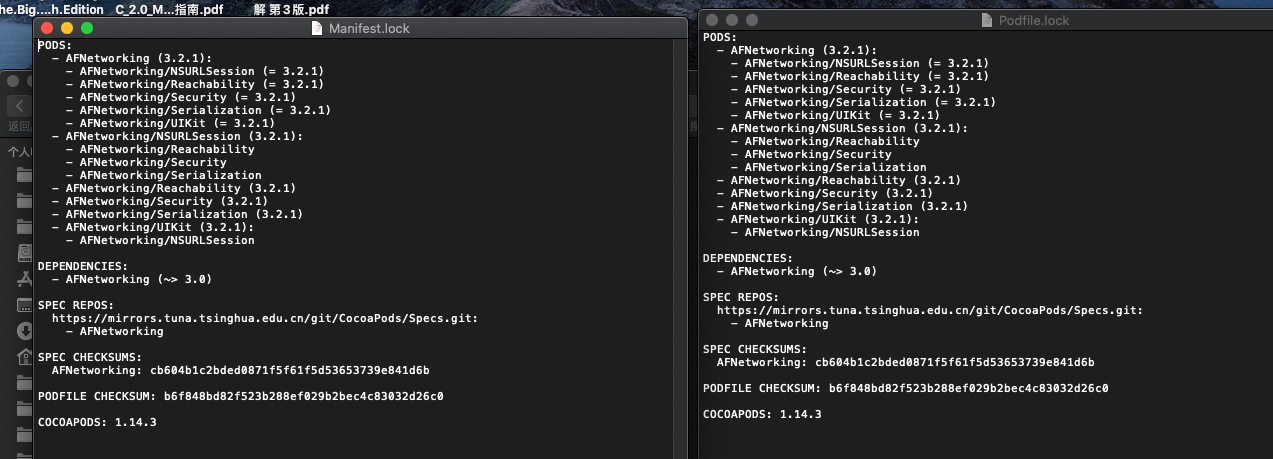 he.Big....h.Edition C_2.0_M...指南.pdf 解 第3版.pdf
Manifest.lock
PODS:
- AFNetworking (3.2.1):
- AFNetworking/NSURLSession (= 3.2.1)
- AFNetworking/Reachability (= 3.2.1)
- AFNetworking/Security (= 3.2.1)
- AFNetworking/Serialization (= 3.2.1)
- AFNetworking/UIKit (= 3.2.1)
- AFNetworking/NSURLSession (3.2.1):
- AFNetworking/Reachability
- AFNetworking/Security
- AFNetworking/Serialization
- AFNetworking/Reachability (3.2.1)
- AFNetworking/Security (3.2.1)
- AFNetworking/Serialization (3.2.1)
- AFNetworking/UIKit (3.2.1):
- AFNetworking/NSURLSession
DEPENDENCIES:
- AFNetworking (~> 3.0)
SPEC REPOS:
https://mirrors.tuna.tsinghua.edu.cn/git/CocoaPods/Specs.git:
- AFNetworking
SPEC CHECKSUMS:
AFNetworking: cb604b1c2bded0871f5f61f5d53653739e841d6b
PODFILE CHECKSUM: b6f848bd82f523b288ef029b2bec4c83032d26c0
COCOAPODS: 1.14.3
Podfile.lock
PODS:
- AFNetworking (3.2.1):
- AFNetworking/NSURLSession (= 3.2.1)
- AFNetworking/Reachability (= 3.2.1)
- AFNetworking/Security (= 3.2.1)
- AFNetworking/Serialization (= 3.2.1)
- AFNetworking/UIKit (= 3.2.1)
- AFNetworking/NSURLSession (3.2.1):
- AFNetworking/Reachability
- AFNetworking/Security
- AFNetworking/Serialization
- AFNetworking/Reachability (3.2.1)
- AFNetworking/Security (3.2.1)
- AFNetworking/Serialization (3.2.1)
- AFNetworking/UIKit (3.2.1):
- AFNetworking/NSURLSession
DEPENDENCIES:
- AFNetworking (~> 3.0)
SPEC REPOS:
https://mirrors.tuna.tsinghua.edu.cn/git/CocoaPods/Specs.git:
- AFNetworking
SPEC CHECKSUMS:
AFNetworking: cb604b1c2bded0871f5f61f5d53653739e841d6b
PODFILE CHECKSUM: b6f848bd82f523b288ef029b2bec4c83032d26c0
COCOAPODS: 1.14.3
返回
个人